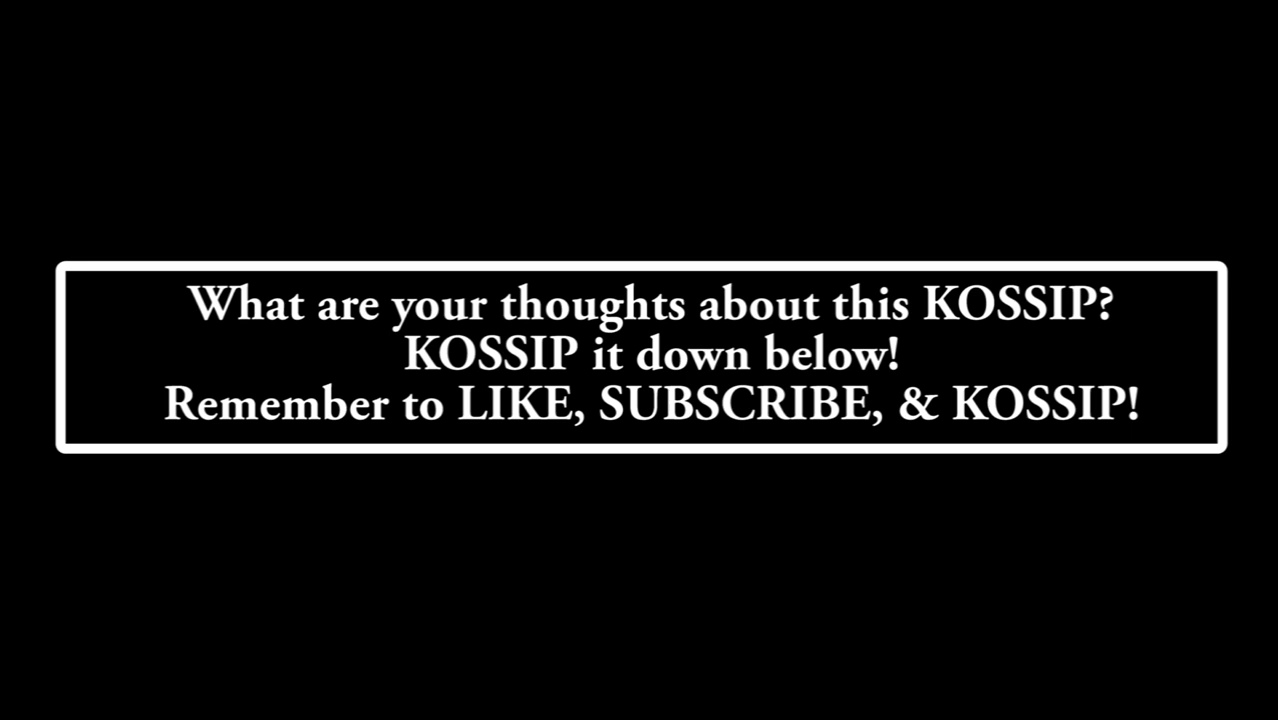 What are your thoughts about this KOSSIP?
KOSSIP it down below!
Remember to LIKE, SUBSCRIBE, & KOSSIP!